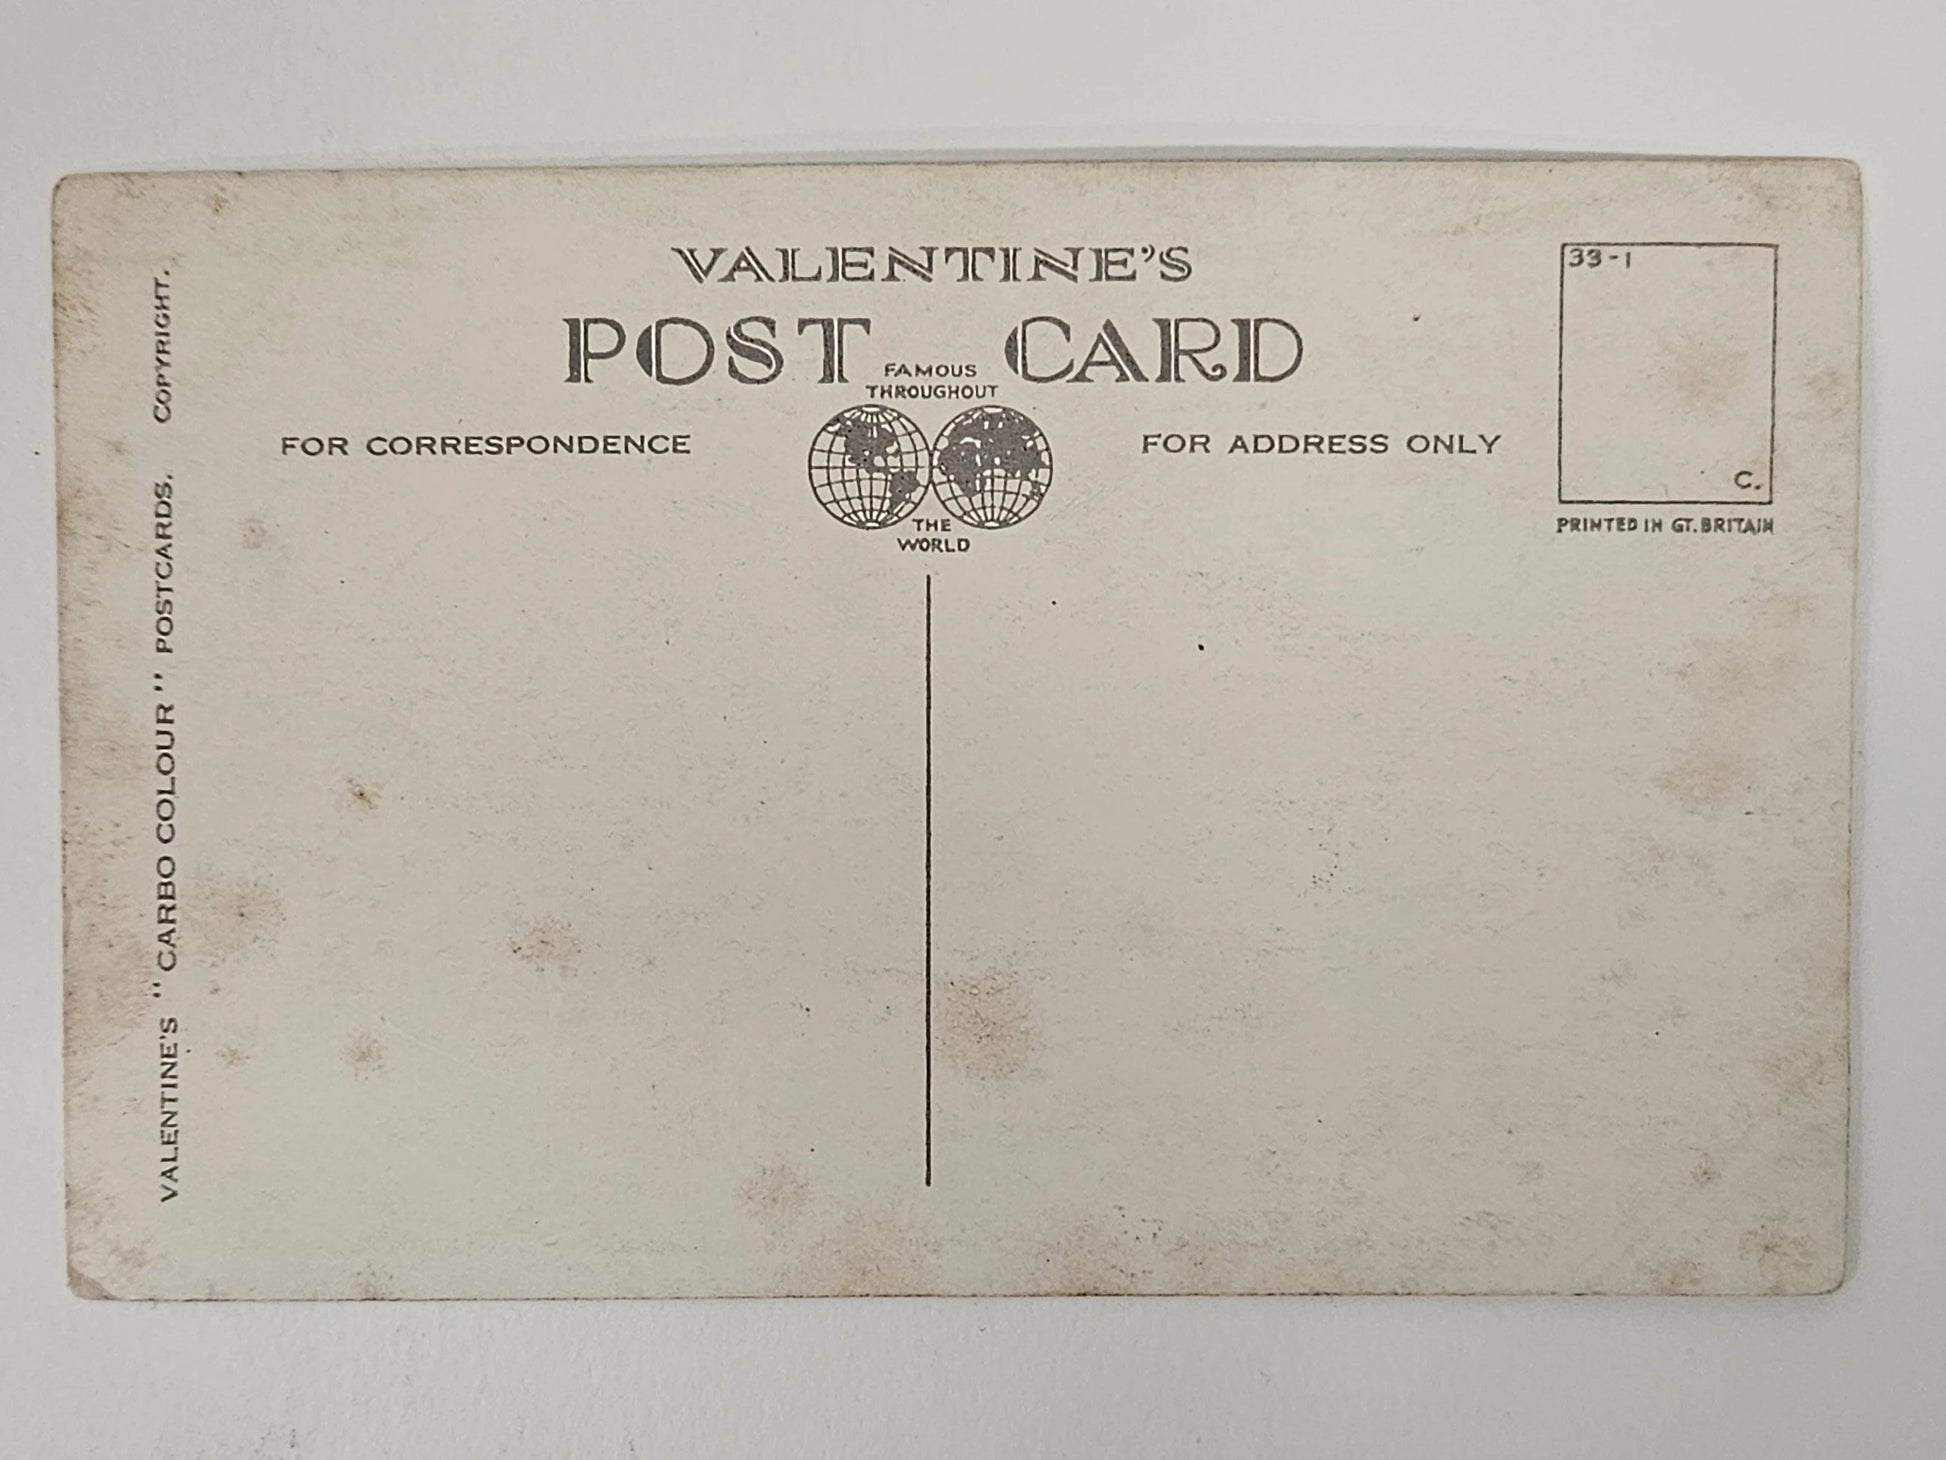 VALENTINE'S
POST CARD
FAMOUS
THROUGHOUT
THE
WORLD
FOR CORRESPONDENCE
FOR ADDRESS ONLY
33-1
C.
PRINTED IN GT. BRITAIN
VALENTINE'S "CARBO COLOUR" POSTCARDS. COPYRIGHT.